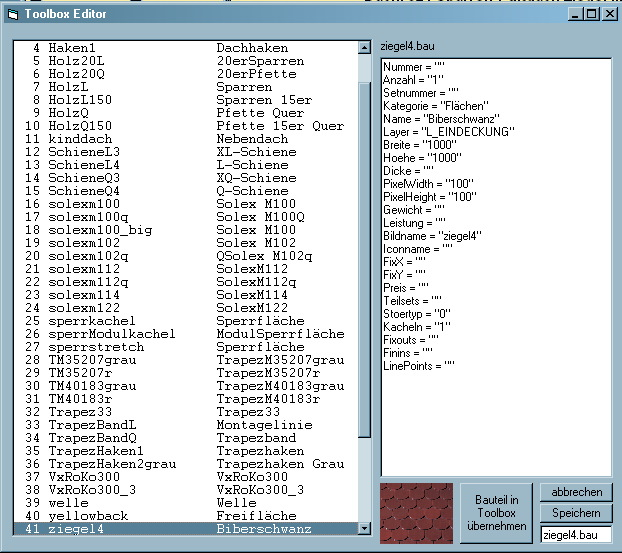 Toolbox Editor
4 Haken1 Dachhaken
5 Holz20L 20erSparren
6 Holz20Q 20erPfette
7 HolzL Sparren
8 HolzL150 Sparren 15er
9 HolzQ Pfette Quer
10 HolzQ150 Pfette 15er Quer
11 kinddach Nebendach
12 SchieneL3 XL-Schiene
13 SchieneL4 L-Schiene
14 SchieneQ3 XQ-Schiene
15 SchieneQ4 Q-Schiene
16 solexm100 Solex M100
17 solexm100q Solex M100Q
18 solexm100_big Solex M100
19 solexm102 Solex M102
20 solexm102q QSolex M102q
21 solexm112 SolexM112
22 solexm112q SolexM112q
23 solexm114 SolexM114
24 solexm122 SolexM122
25 sperrkachel Sperrfläche
26 sperrModulkachel ModulSperrfläche
27 sperrstretch Sperrfläche
28 TM35207grau TrapezM35207grau
29 TM35207r TrapezM35207r
30 TM40183grau TrapezM40183grau
31 TM40183r TrapezM40183r
32 Trapez33 Trapez33
33 TrapezBandL Montagelinie
34 TrapezBandQ Trapezband
35 TrapezHaken1 Trapezhaken
36 TrapezHaken2grau Trapezhaken Grau
37 VxRoKo300 VxRoKo300
38 VxRoKo300_3 VxRoKo300_3
39 welle Welle
40 yellowback Freifläche
41 ziegel4 Biberschwanz
ziegel4.bau
Nummer = ""
Anzahl = "1"
Setnummer = ""
Kategorie = "Flächen"
Name = "Biberschwanz"
Layer = "L_EINDECKUNG"
Breite = "1000"
Hoehe = "1000"
Dicke = ""
PixelWidth = "100"
PixelHeight = "100"
Gewicht = ""
Leistung = ""
Bildname = "ziegel4"
Iconname = ""
FixX = ""
FixY = ""
Preis = ""
Teilsets = ""
Stoertyp = "0"
Kacheln = "1"
Fixouts = ""
Finins = ""
LinePoints = ""
Bauteil in
Toolbox
übernehmen
abbrechen
Speichern
ziegel4.bau